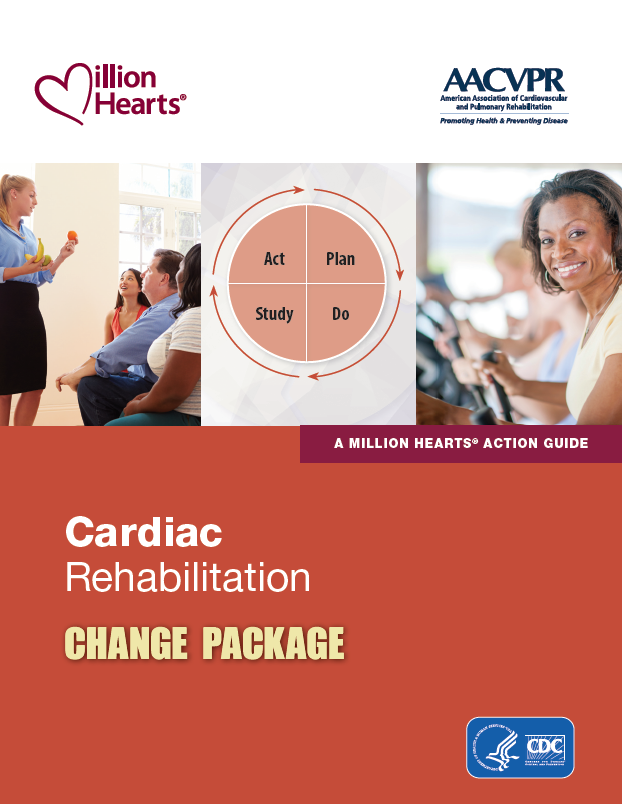 Million
Hearts®
AACVPR
American Association of Cardiovascular
and Pulmonary Rehabilitation
Promoting Health & Preventing Disease
Act
Plan
Study
Do
A MILLION HEARTS® ACTION GUIDE
Cardiac
Rehabilitation
CHANGE PACKAGE
CDC